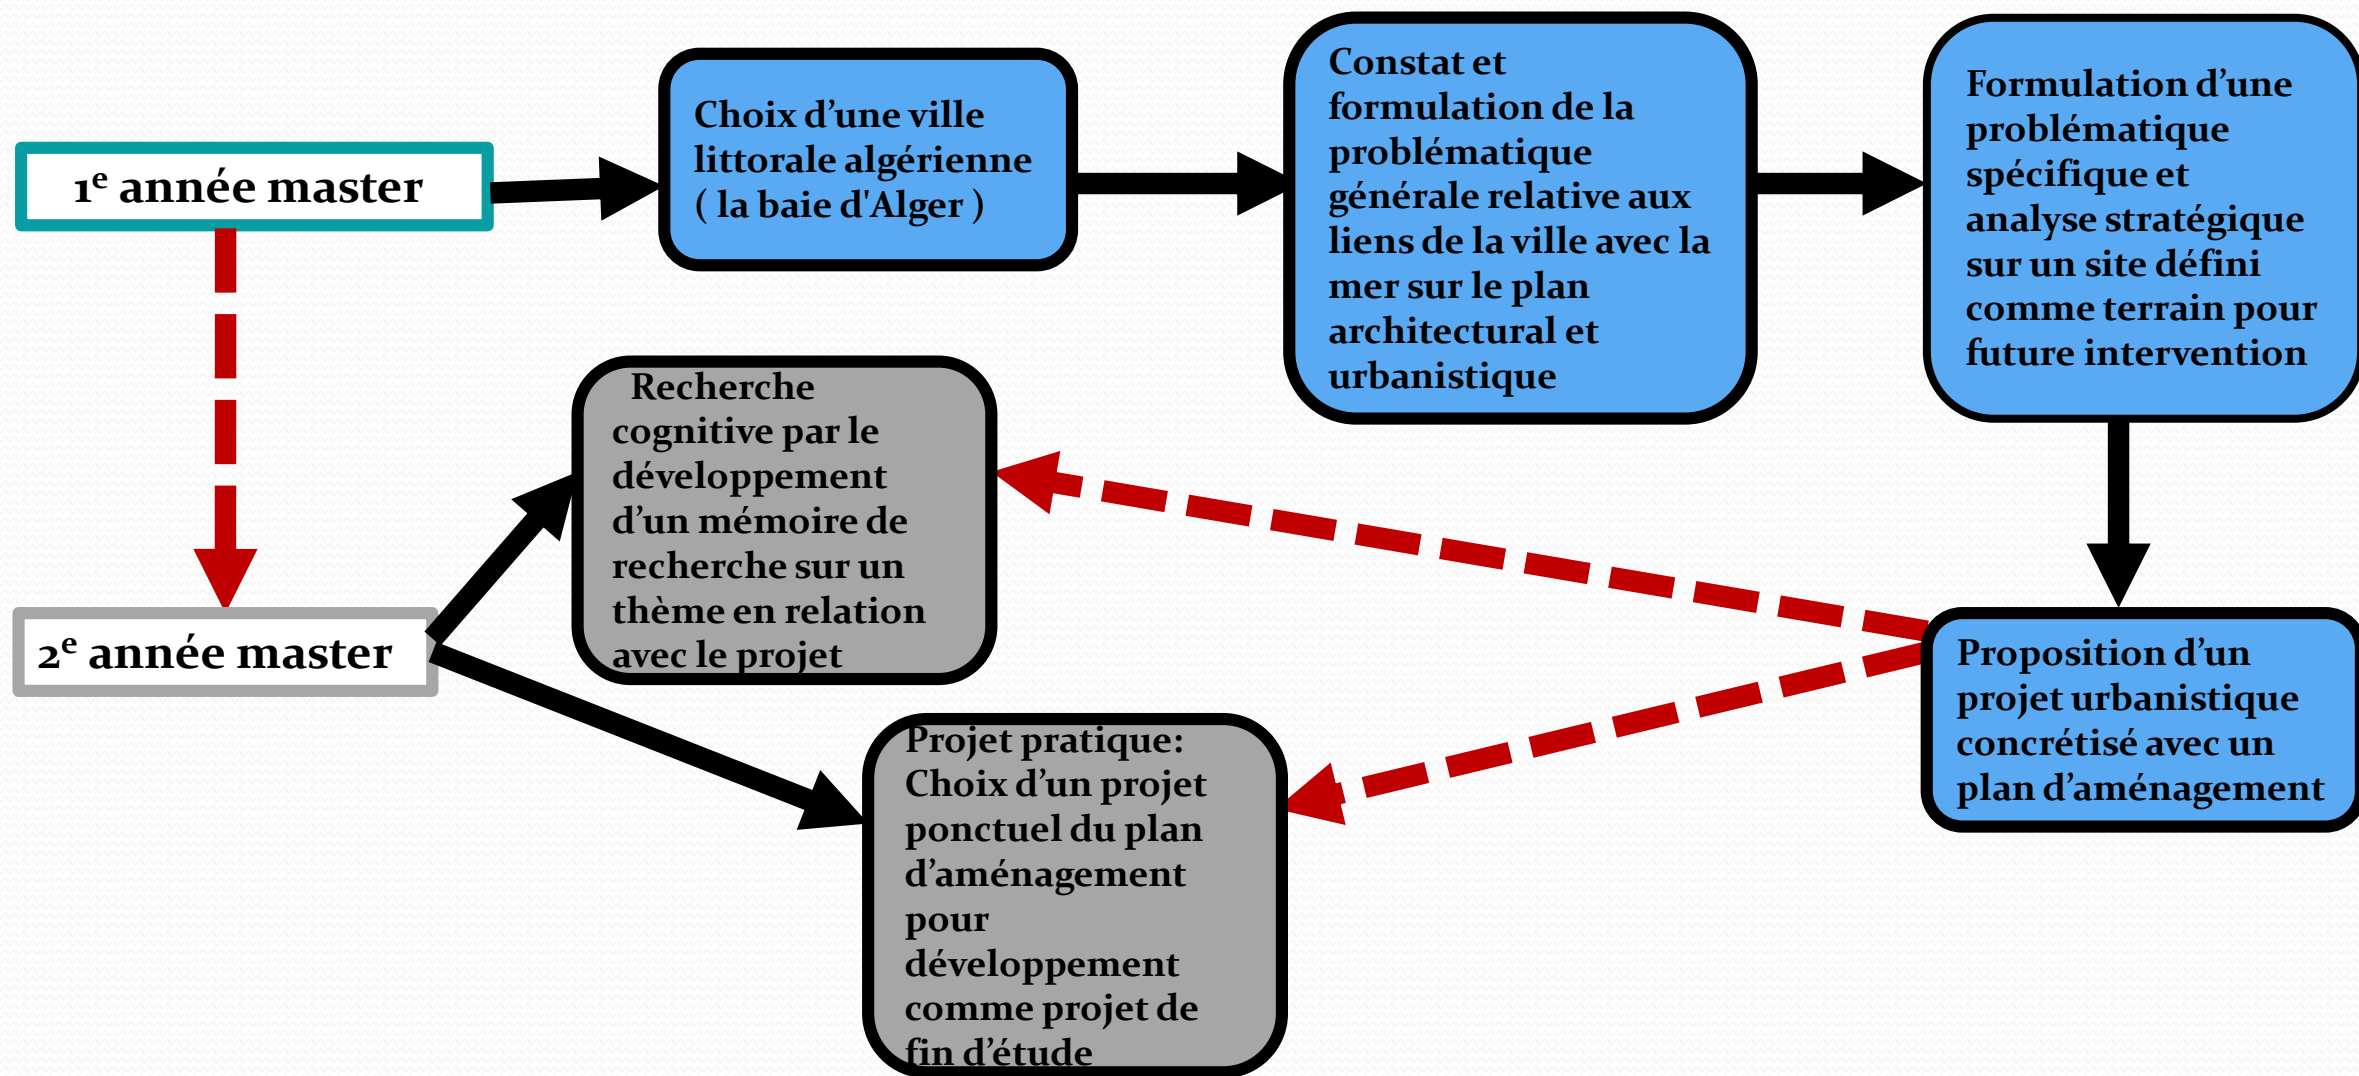 1e année master
Choix d’une ville
littorale algérienne
( la baie d'Alger )
Constat et
formulation de la
problématique
générale relative aux
liens de la ville avec la
mer sur le plan
architectural et
urbanistique
Formulation d’une
problématique
spécifique et
analyse stratégique
sur un site défini
comme terrain pour
future intervention
Recherche
cognitive par le
développement
d’un mémoire de
recherche sur un
thème en relation
avec le projet
2e année master
Proposition d’un
projet urbanistique
concrétisé avec un
plan d’aménagement
Projet pratique:
Choix d’un projet
ponctuel du plan
d’aménagement
pour
développement
comme projet de
fin d’étude